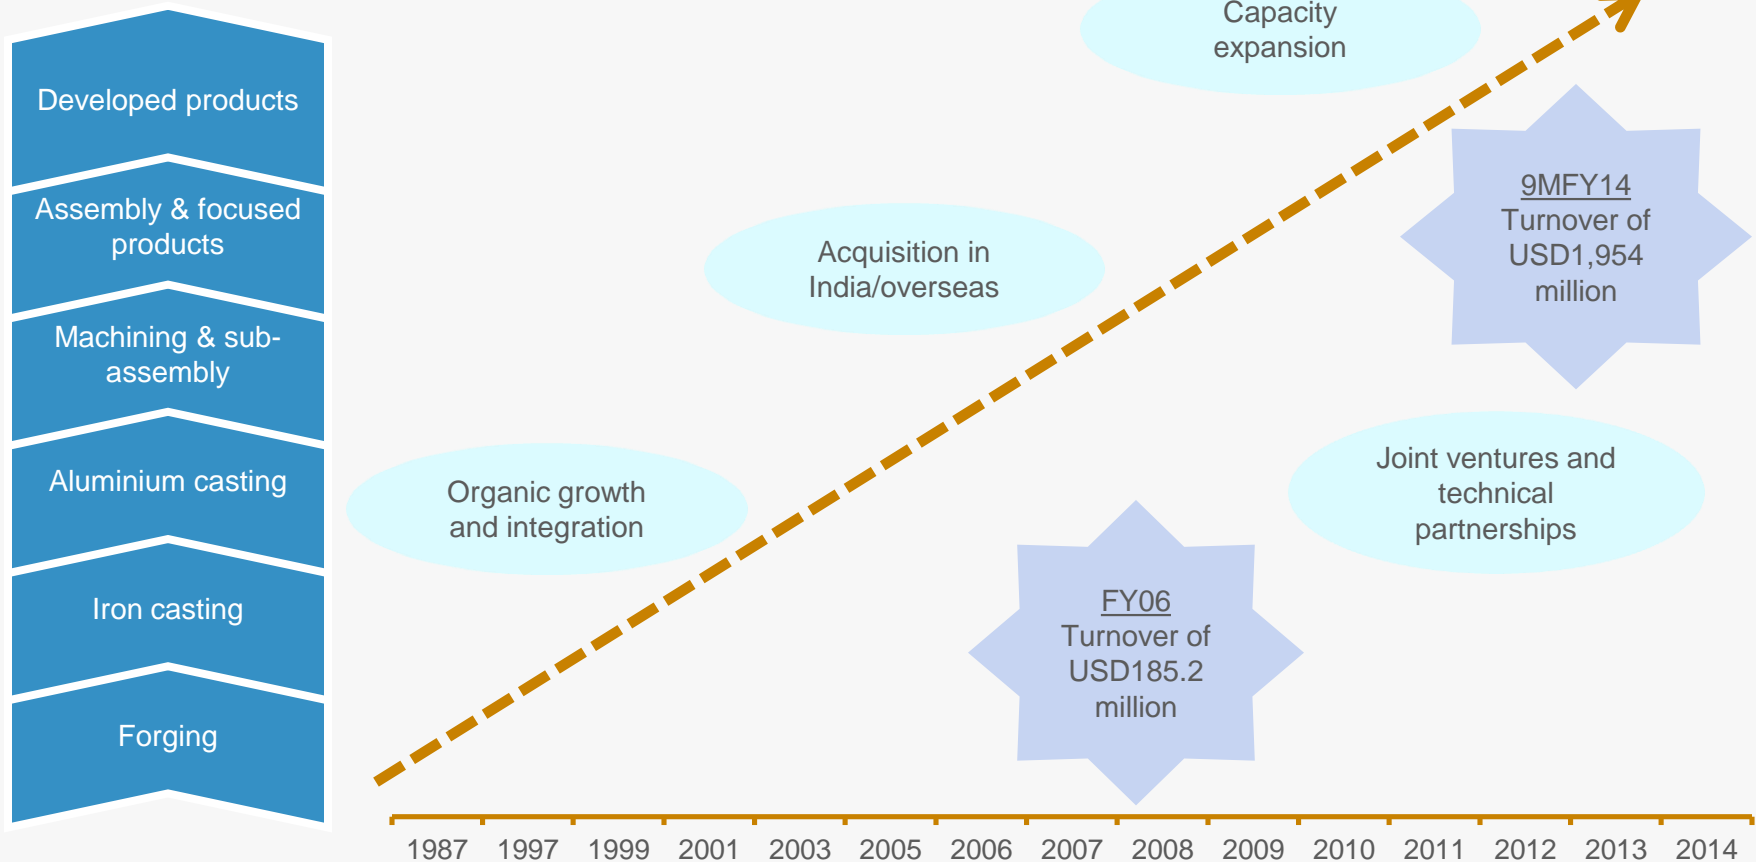 Developed products
Assembly & focused
products
Machining & sub-
assembly
Aluminium casting
Iron casting
Forging
Capacity
expansion
Acquisition in
India/overseas
Organic growth
and integration
9MFY14
Turnover of
USD1,954
million
Joint ventures and
technical
partnerships
FY06
Turnover of
USD185.2
million
1987 1997 1999 2001 2003 2005 2006 2007 2008 2009 2010 2011 2012 2013 2014